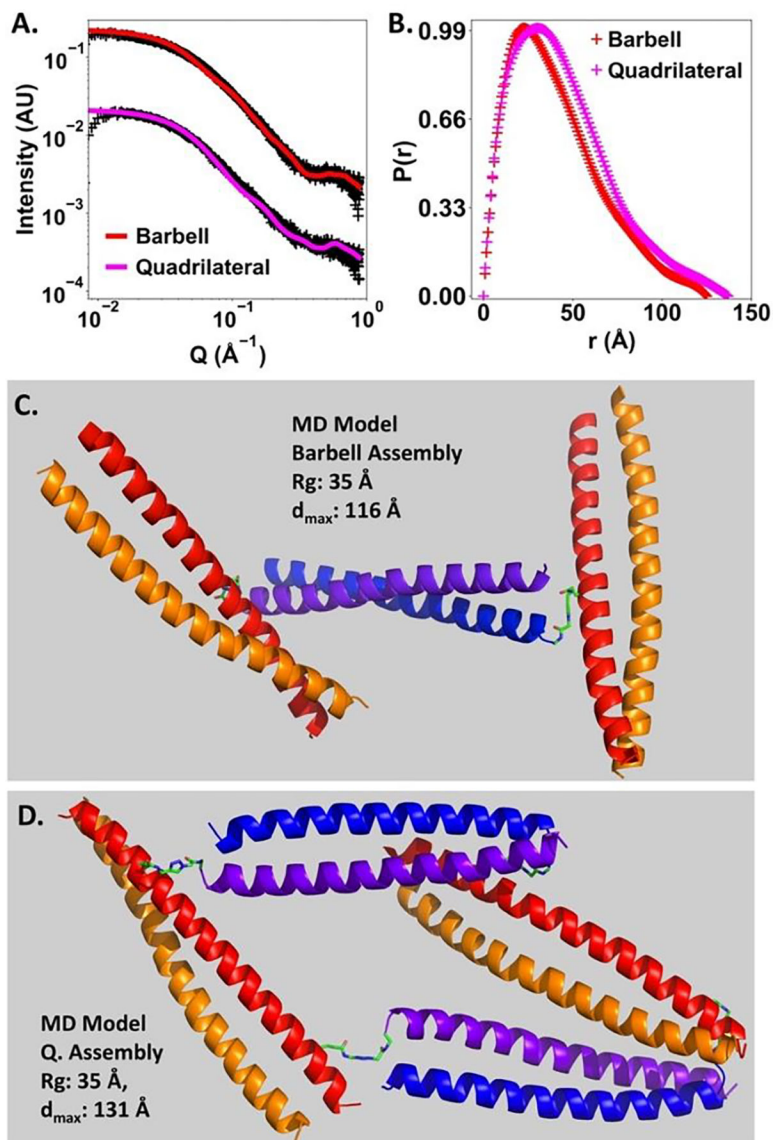 A.
10⁻¹
10⁻²
10⁻³
10⁻⁴
Intensity (AU)
Barbell
Quadrilateral
10⁻² 10⁻¹ 10⁰
Q (Å⁻¹)
B.
0.99
0.66
0.33
0.00
P(r)
Barbell
Quadrilateral
0 50 100 150
r (Å)
C.
MD Model
Barbell Assembly
Rg: 35 Å
dmax: 116 Å
D.
MD Model
Q. Assembly
Rg: 35 Å,
dmax: 131 Å